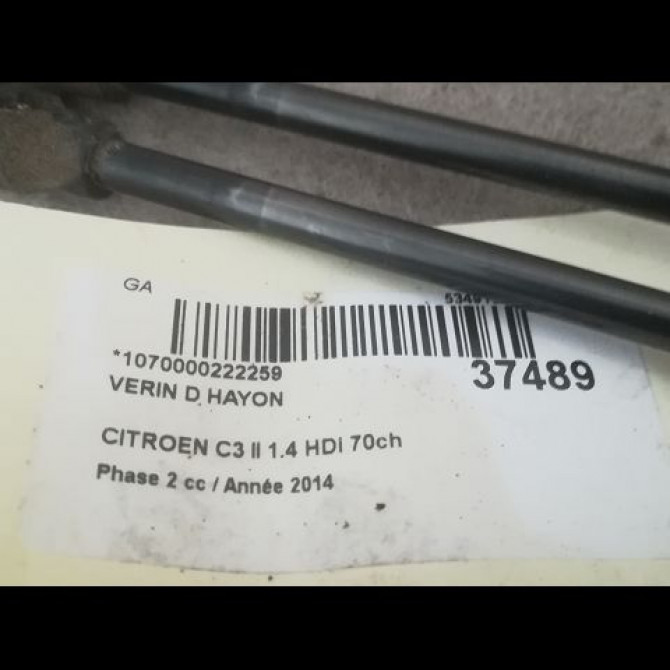 GA
*1070000222259
37489
VERIN D HAYON
CITROEN C3 II 1.4 HDi 70ch
Phase 2 cc / Année 2014